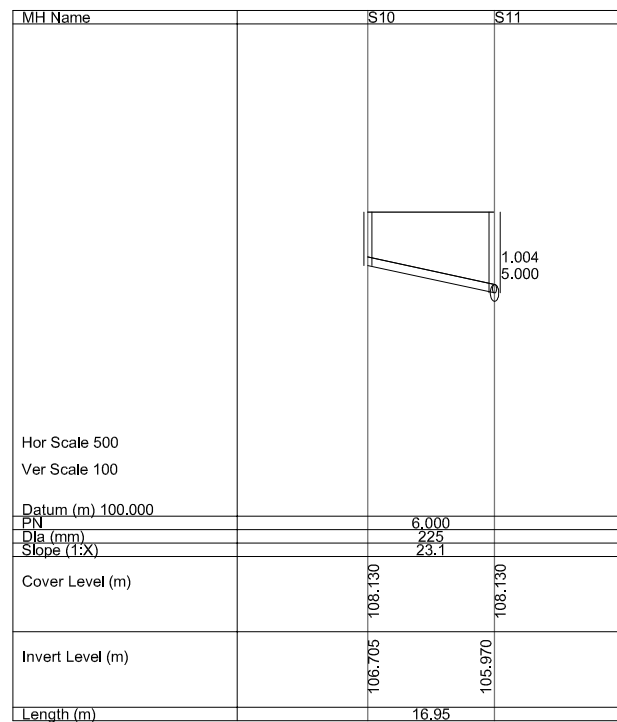 MH Name S10 S11
1.004
5.000
Hor Scale 500
Ver Scale 100
Datum (m) 100.000
PN 6.000
Dia (mm) 225
Slope (1:X) 23.1
Cover Level (m) 108.130 108.130
Invert Level (m) 106.705 105.970
Length (m) 16.95